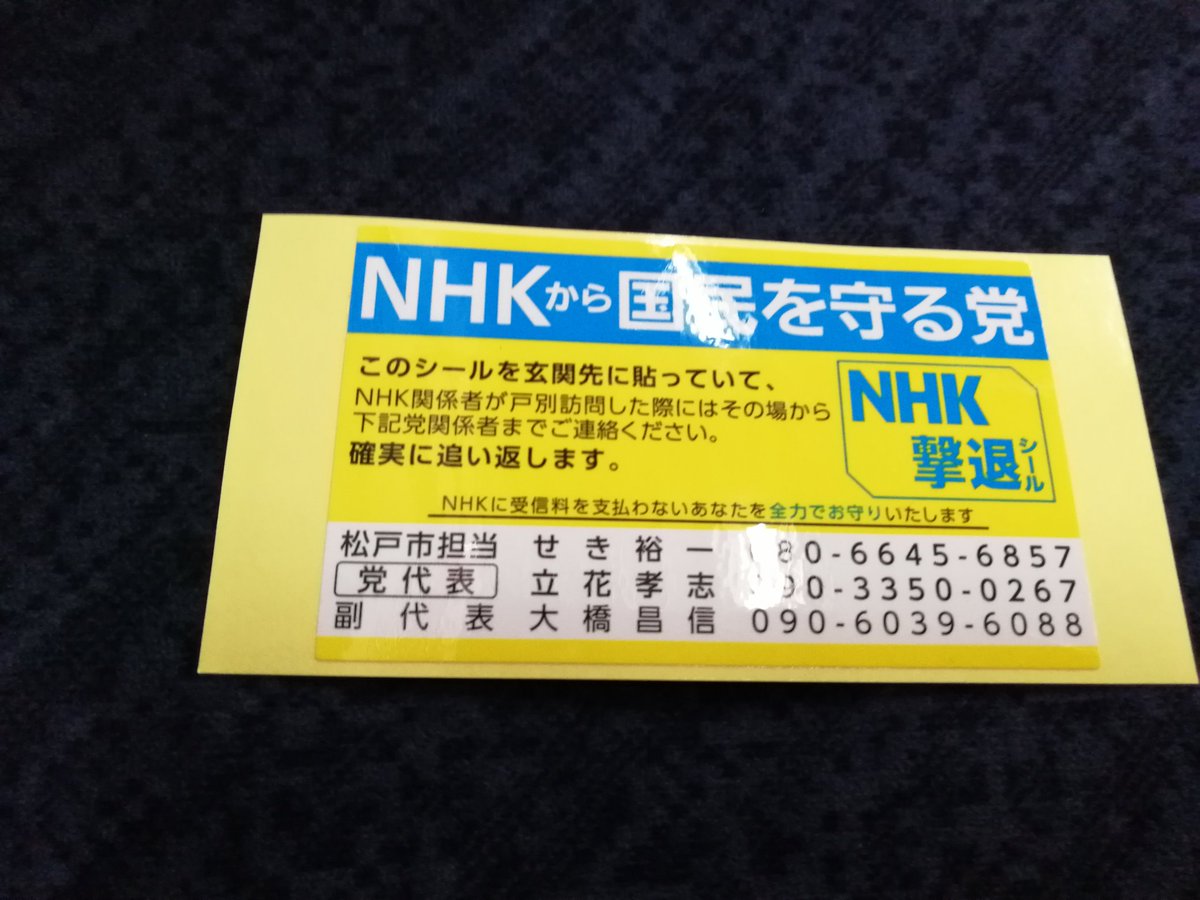 NHKから国民を守る党
このシールを玄関先に貼っていて、
NHK関係者が戸別訪問した際にはその場から
下記党関係者までご連絡ください。
確実に追い返します。
NHK
撃退シール
NHKに受信料を支払わないあなたを全力でお守りいたします
松戸市担当 せき裕一 080-6645-6857
党代表 立花孝志 090-3350-0267
副代表 大橋昌信 090-6039-6088